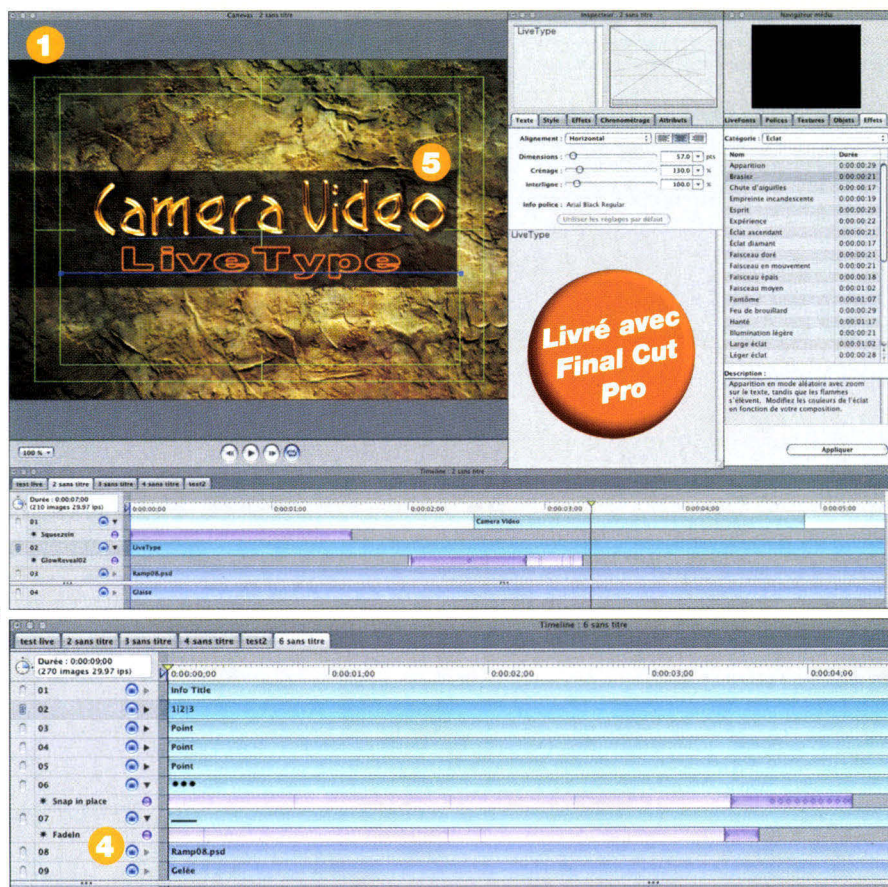 Canevas : 2 sans titre
1
5
Camera Video
LiveType
100 %
Inspecteur : 2 sans titre
LiveType
Texte Style Effets Chronométrage Attributs
Alignement : Horizontal
Dimensions : 57.0 pts
Crénage : 130.0 %
Interligne : 100.0 %
Info police : Arial Black Regular
Utiliser les réglages par défaut
LiveType
Livré avec
Final Cut
Pro
Navigateur média
LiveFonts Polices Textures Objets Effets
Catégorie : Eclat
Nom Durée
Apparition 0:00:00:29
Brasier 0:00:00:21
Chute d'aiguilles 0:00:00:17
Empreinte incandescente 0:00:00:19
Esprit 0:00:00:29
Expérience 0:00:00:22
Éclat ascendant 0:00:00:21
Éclat diamant 0:00:00:17
Faisceau doré 0:00:00:21
Faisceau en mouvement 0:00:00:21
Faisceau épais 0:00:00:18
Faisceau moyen 0:00:01:02
Fantôme 0:00:01:07
Feu de brouillard 0:00:00:29
Hanté 0:00:01:17
Illumination légère 0:00:00:21
Large éclat 0:00:01:02
Léger éclat 0:00:00:28
Description :
Apparition en mode aléatoire avec zoom
sur le texte, tandis que les flammes
s'élèvent. Modifiez les couleurs de l'éclat
en fonction de votre composition.
Appliquer
Timeline : 2 sans titre
test live 2 sans titre 3 sans titre 4 sans titre test2
Durée : 0:00:07;00
(210 images 29.97 ips)
0:00:00;00 0:00:01;00 0:00:02;00 0:00:03;00 0:00:04;00 0:00:05;00
01 Camera Video
SqueezeIn
02 LiveType
GlowReveal02
03 Ramp08.psd
04 Glaise
Timeline : 6 sans titre
test live 2 sans titre 3 sans titre 4 sans titre test2 6 sans titre
Durée : 0:00:09;00
(270 images 29.97 ips)
0:00:00;00 0:00:01;00 0:00:02;00 0:00:03;00 0:00:04;00
01 Info Title
02 1|2|3
03 Point
04 Point
05 Point
06 •••
Snap in place
07
FadeIn
4
08 Ramp08.psd
09 Gelée